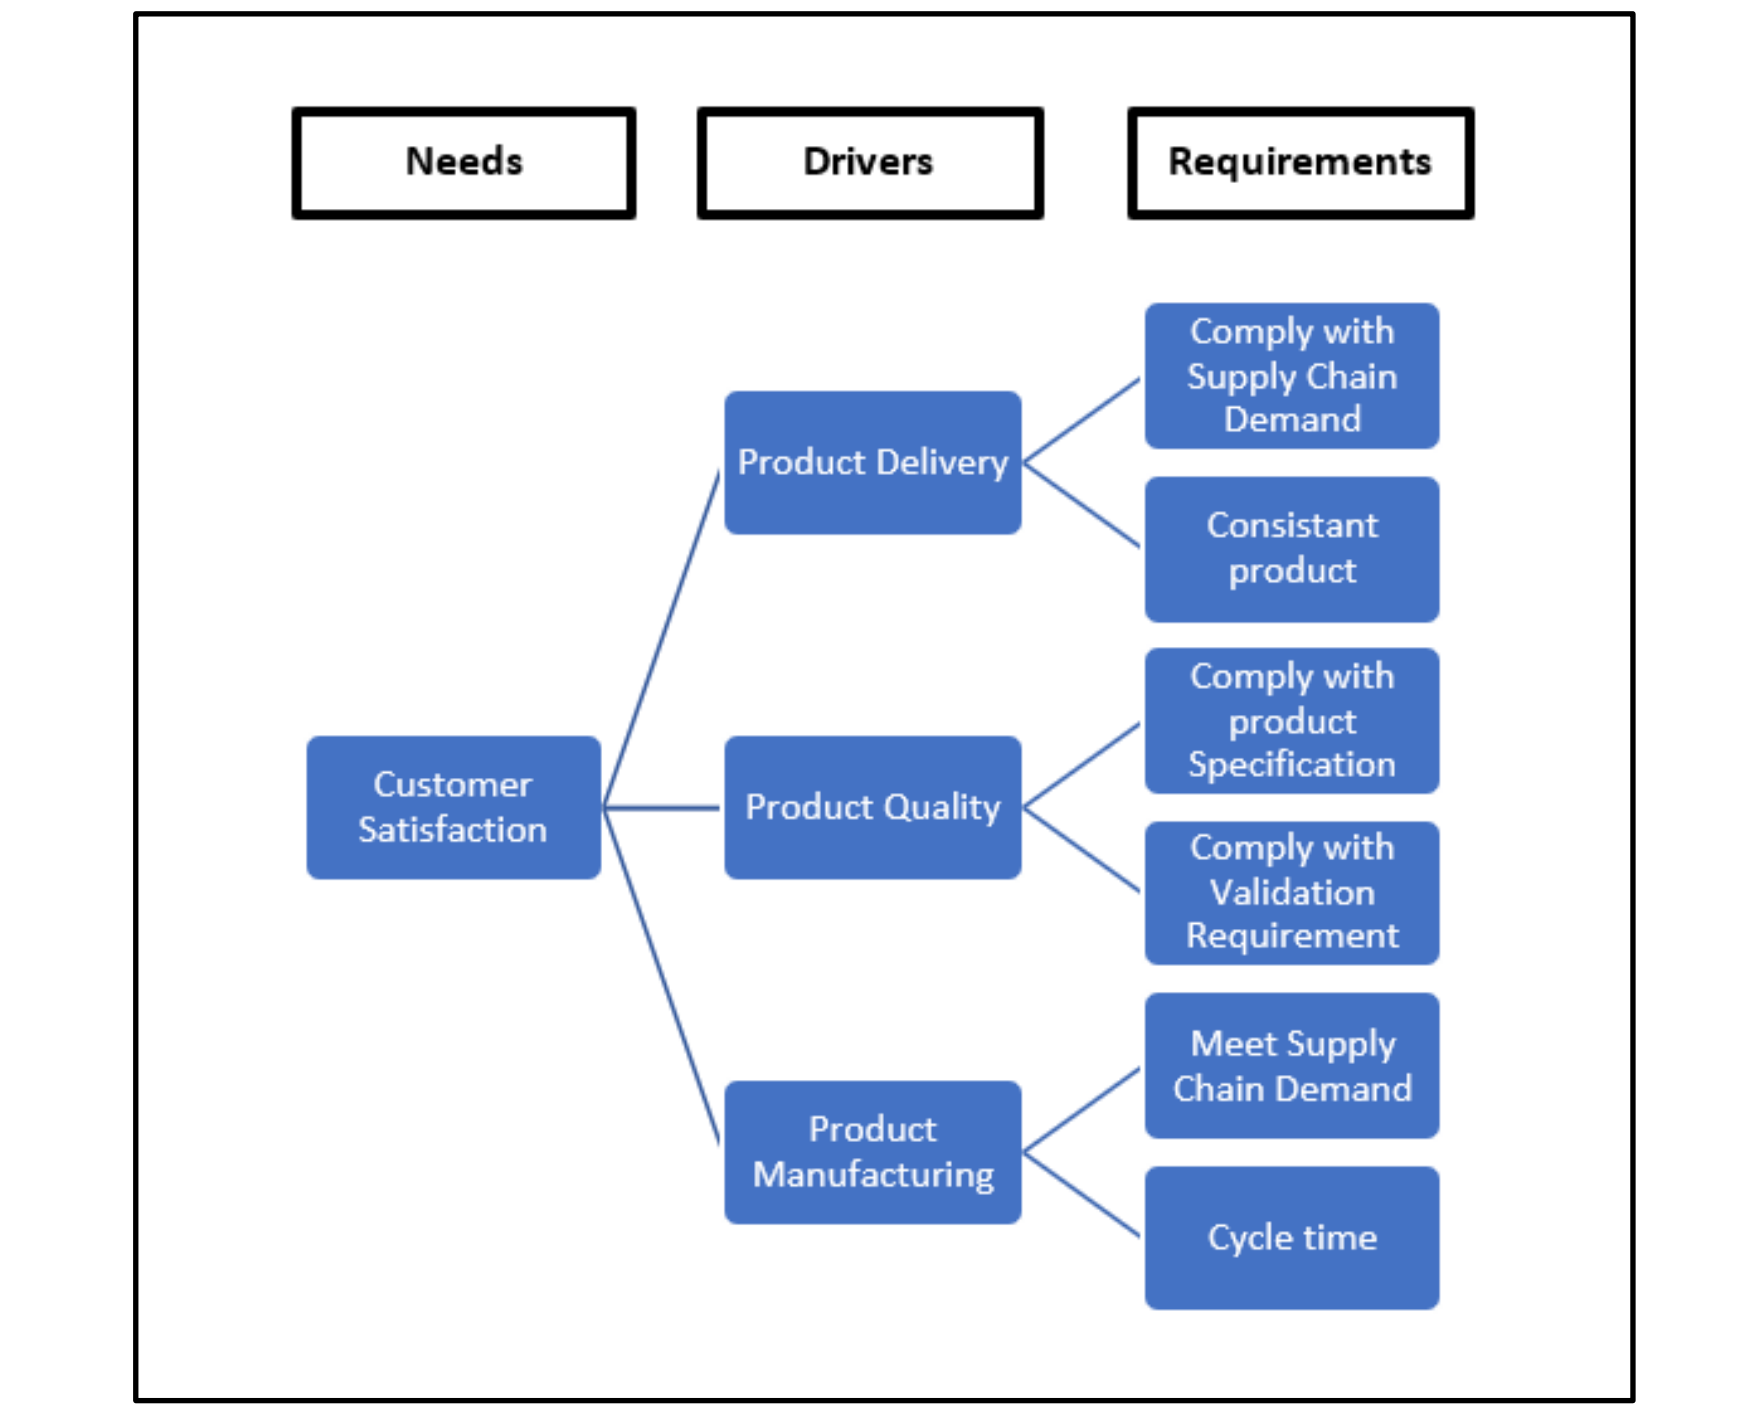 Needs
Drivers
Requirements
Comply with
Supply Chain
Demand
Product Delivery
Consistant
product
Comply with
product
Specification
Customer
Satisfaction
Product Quality
Comply with
Validation
Requirement
Meet Supply
Chain Demand
Product
Manufacturing
Cycle time